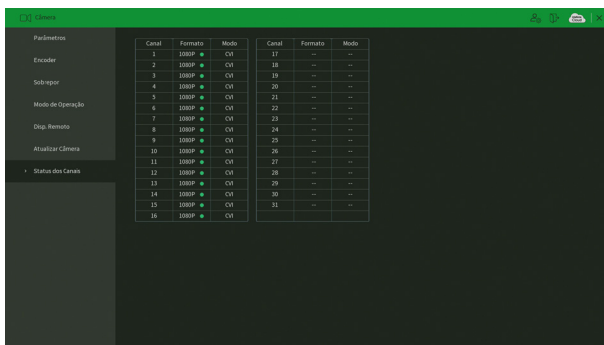 Câmera
Parâmetros
Encoder
Sobrepor
Modo de Operação
Disp. Remoto
Atualizar Câmera
Status dos Canais
Canal Formato Modo Canal Formato Modo
1 1080P CVI 17 -- --
2 1080P CVI 18 -- --
3 1080P CVI 19 -- --
4 1080P CVI 20 -- --
5 1080P CVI 21 -- --
6 1080P CVI 22 -- --
7 1080P CVI 23 -- --
8 1080P CVI 24 -- --
9 1080P CVI 25 -- --
10 1080P CVI 26 -- --
11 1080P CVI 27 -- --
12 1080P CVI 28 -- --
13 1080P CVI 29 -- --
14 1080P CVI 30 -- --
15 1080P CVI 31 -- --
16 1080P CVI